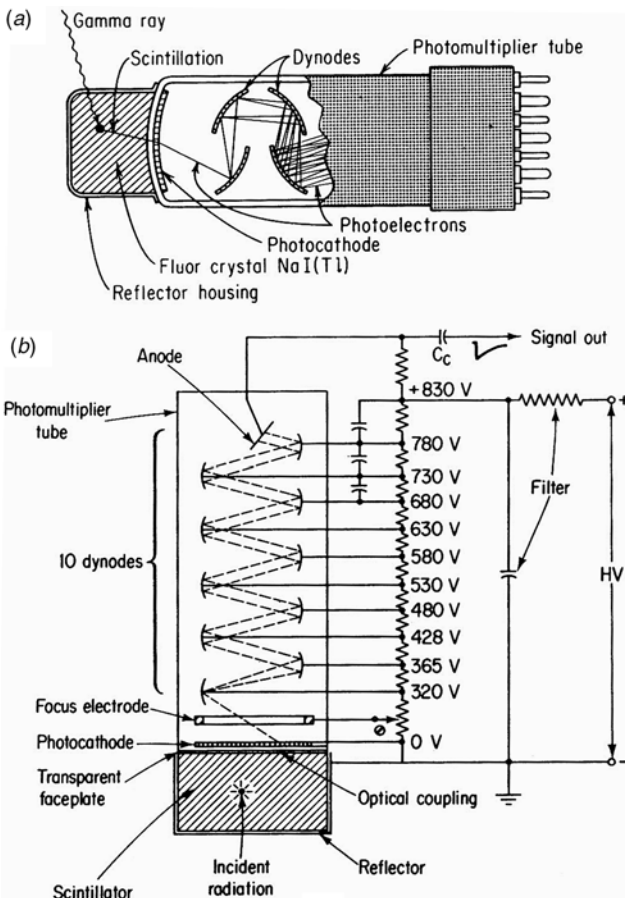 (a)
Gamma ray
Scintillation
Dynodes
Photomultiplier tube
Photoelectrons
Photocathode
Fluor crystal NaI(Tl)
Reflector housing
(b)
Anode
Cc
Signal out
+830 V
+
Photomultiplier
tube
780 V
730 V
680 V
Filter
630 V
10 dynodes
580 V
530 V
HV
480 V
428 V
365 V
320 V
Focus electrode
Photocathode
0 V
-
Transparent
faceplate
Optical coupling
Scintillator
Incident
radiation
Reflector